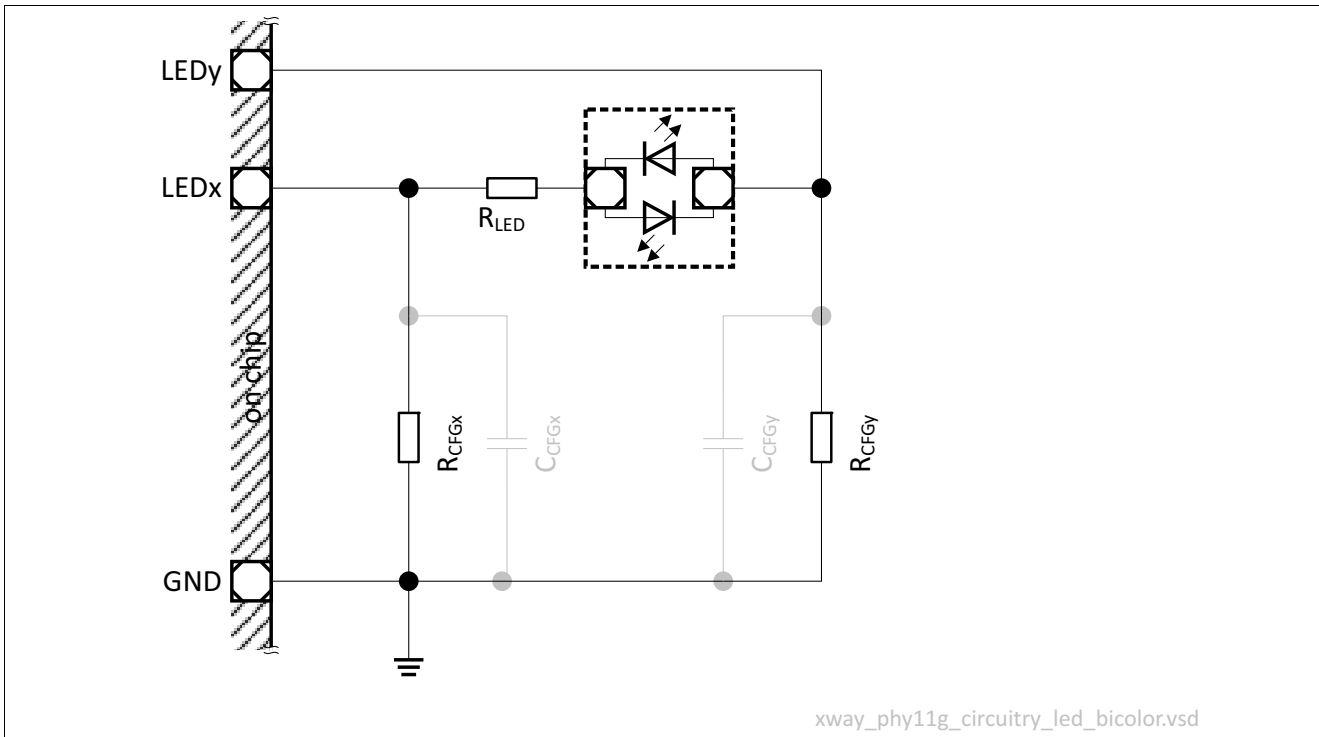 LEDy
LEDx
RLED
on chip
RCFGx
CCFGx
CCFGy
RCFGy
GND
xway_phy11g_circuitry_led_bicolor.vsd